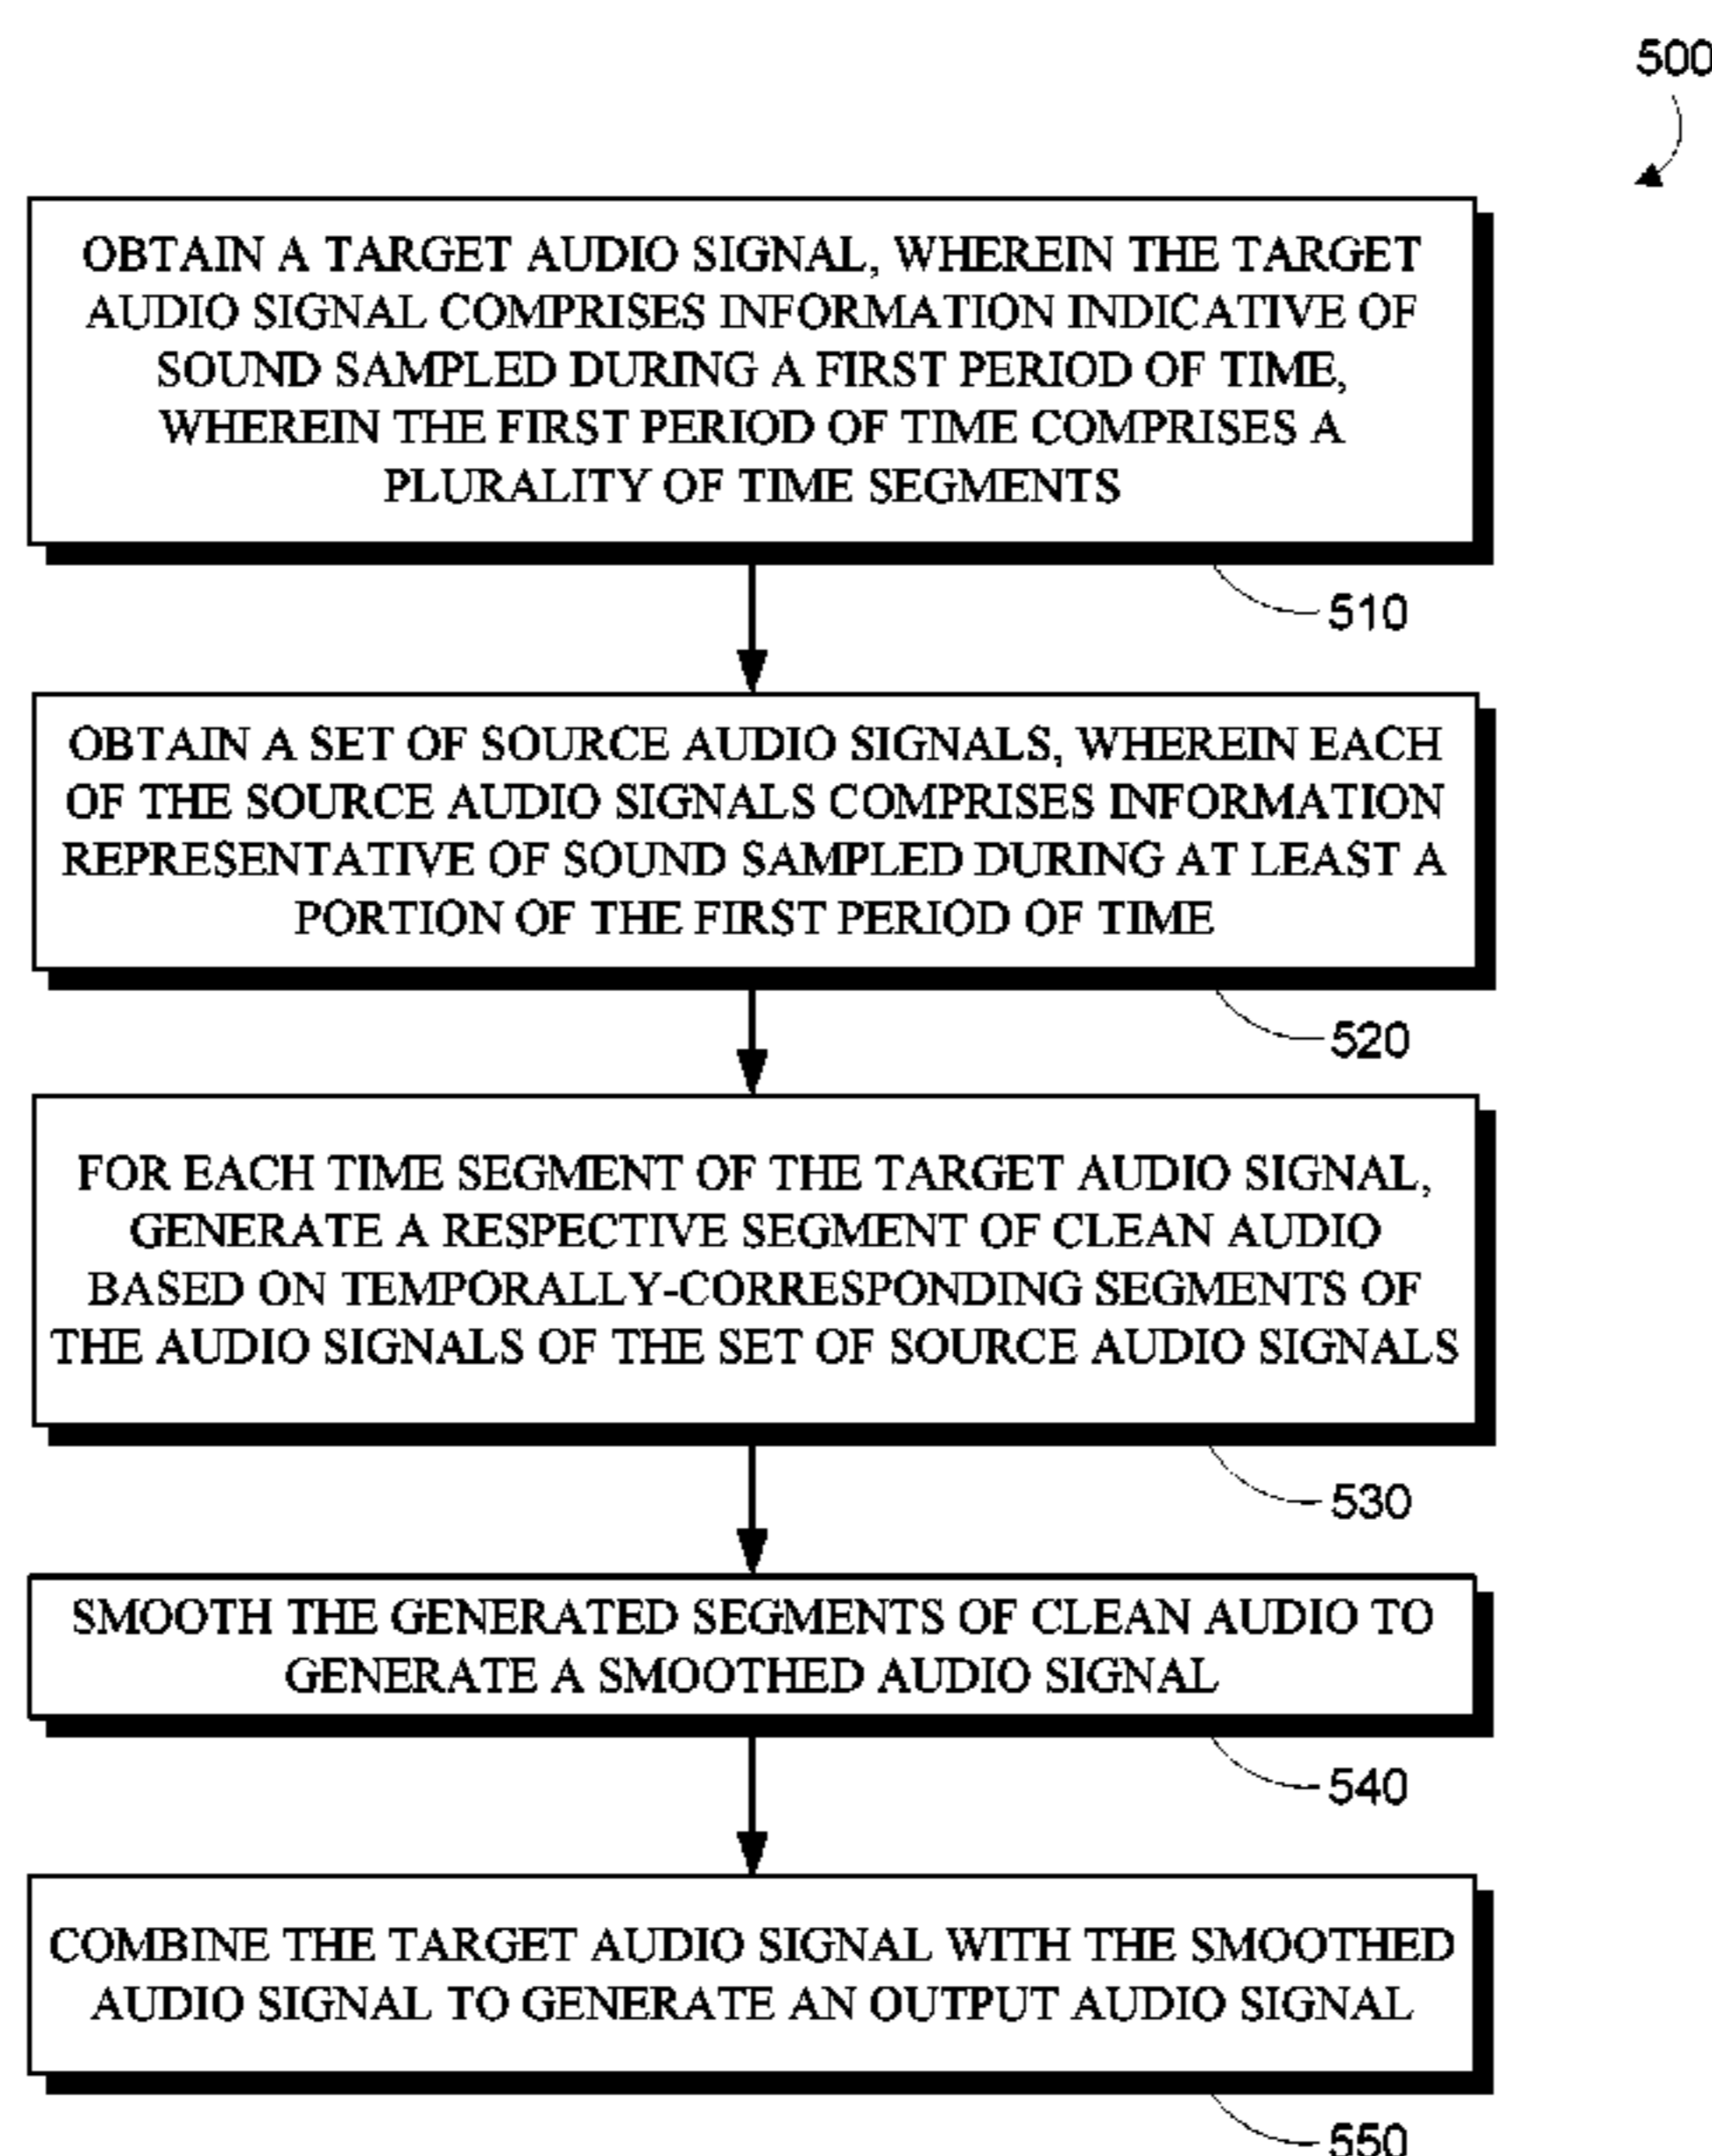 500
OBTAIN A TARGET AUDIO SIGNAL, WHEREIN THE TARGET
AUDIO SIGNAL COMPRISES INFORMATION INDICATIVE OF
SOUND SAMPLED DURING A FIRST PERIOD OF TIME,
WHEREIN THE FIRST PERIOD OF TIME COMPRISES A
PLURALITY OF TIME SEGMENTS
510
OBTAIN A SET OF SOURCE AUDIO SIGNALS, WHEREIN EACH
OF THE SOURCE AUDIO SIGNALS COMPRISES INFORMATION
REPRESENTATIVE OF SOUND SAMPLED DURING AT LEAST A
PORTION OF THE FIRST PERIOD OF TIME
520
FOR EACH TIME SEGMENT OF THE TARGET AUDIO SIGNAL,
GENERATE A RESPECTIVE SEGMENT OF CLEAN AUDIO
BASED ON TEMPORALLY-CORRESPONDING SEGMENTS OF
THE AUDIO SIGNALS OF THE SET OF SOURCE AUDIO SIGNALS
530
SMOOTH THE GENERATED SEGMENTS OF CLEAN AUDIO TO
GENERATE A SMOOTHED AUDIO SIGNAL
540
COMBINE THE TARGET AUDIO SIGNAL WITH THE SMOOTHED
AUDIO SIGNAL TO GENERATE AN OUTPUT AUDIO SIGNAL
550